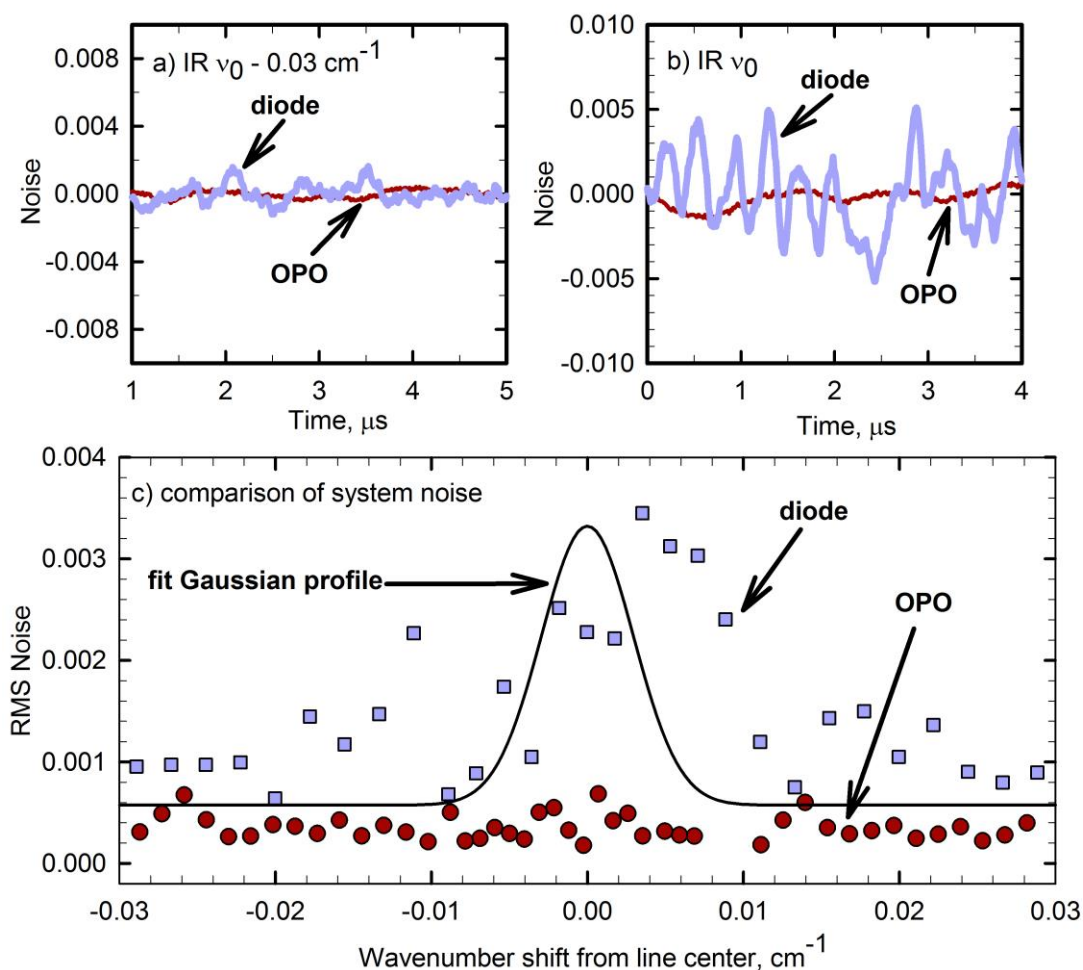 0.008
0.004
0.000
-0.004
-0.008
Noise
a) IR ν0 - 0.03 cm-1
diode
OPO
1 2 3 4 5
Time, μs
0.010
0.005
0.000
-0.005
-0.010
Noise
b) IR ν0
diode
OPO
0 1 2 3 4
Time, μs
0.004
0.003
0.002
0.001
0.000
RMS Noise
c) comparison of system noise
diode
fit Gaussian profile
OPO
-0.03 -0.02 -0.01 0.00 0.01 0.02 0.03
Wavenumber shift from line center, cm-1